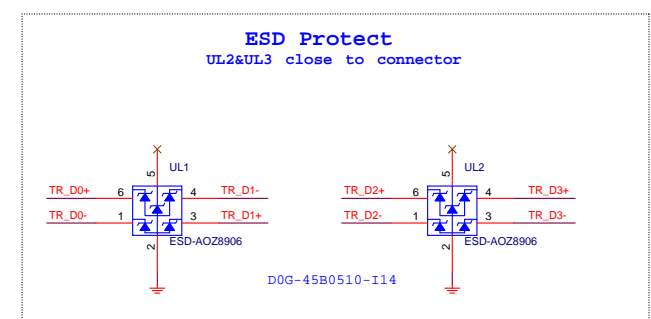 ESD Protect
UL2&UL3 close to connector
5 UL1 5 UL2
TR_D0+ 6 4 TR_D1- TR_D2+ 6 4 TR_D3+
TR_D0- 1 3 TR_D1+ TR_D2- 1 3 TR_D3-
2 ESD-AOZ8906 2 ESD-AOZ8906
D0G-45B0510-I14